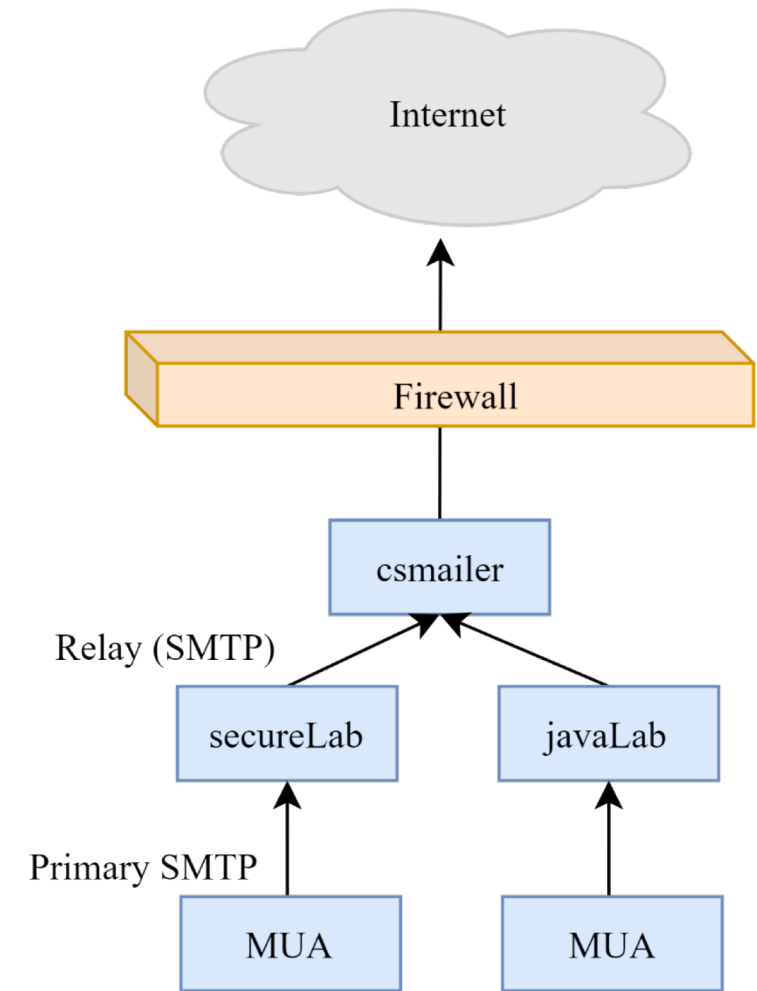 Internet
Firewall
csmailer
Relay (SMTP)
secureLab
javaLab
Primary SMTP
MUA
MUA